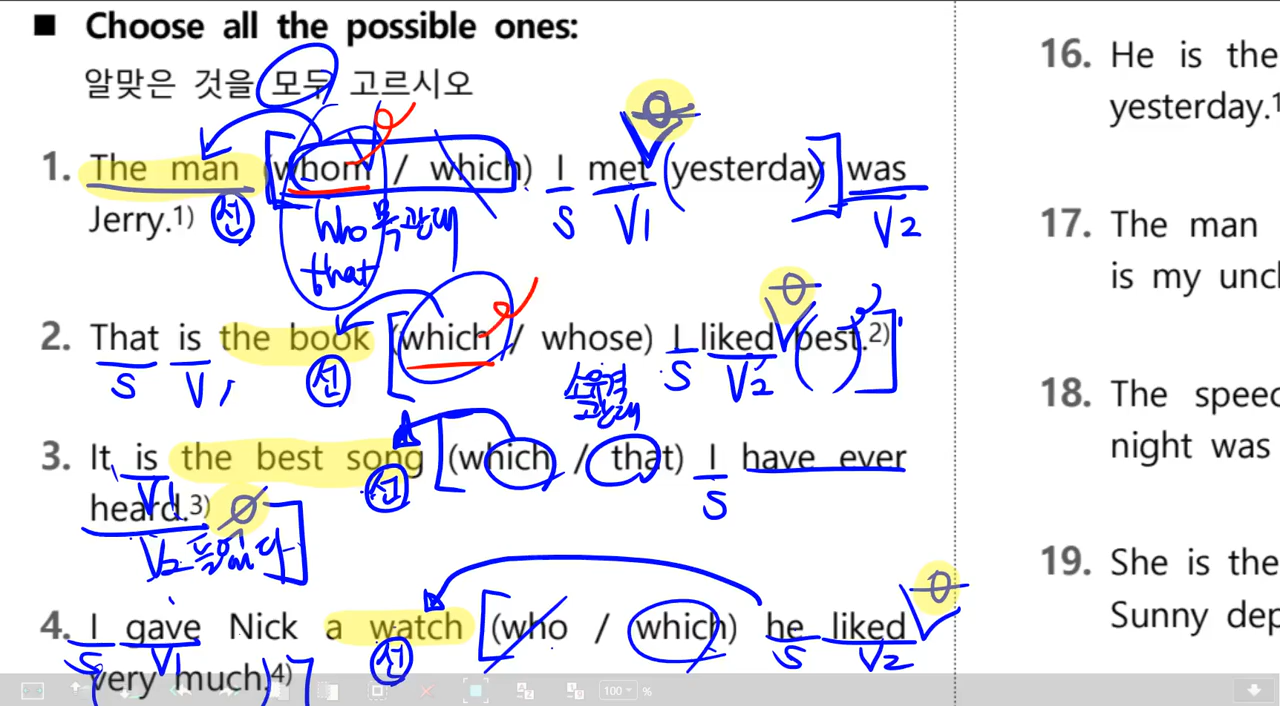 ■ Choose all the possible ones:
알맞은 것을 모두 고르시오
1. The man (whom / which) I met (yesterday) was
선 who 목 관대 S V1 V2
Jerry.1)
that
2. That is the book (which / whose) I liked best.2)
S V1 선 소유격 S V2
관대
3. It is the best song (which / that) I have ever
V1 선 S
heard.3)
V2
4. I gave Nick a watch (who / which) he liked
S V1 선 S V2
very much.4)
16. He is the
yesterday.1
17. The man
is my uncl
18. The speec
night was
19. She is the
Sunny dep
100 %